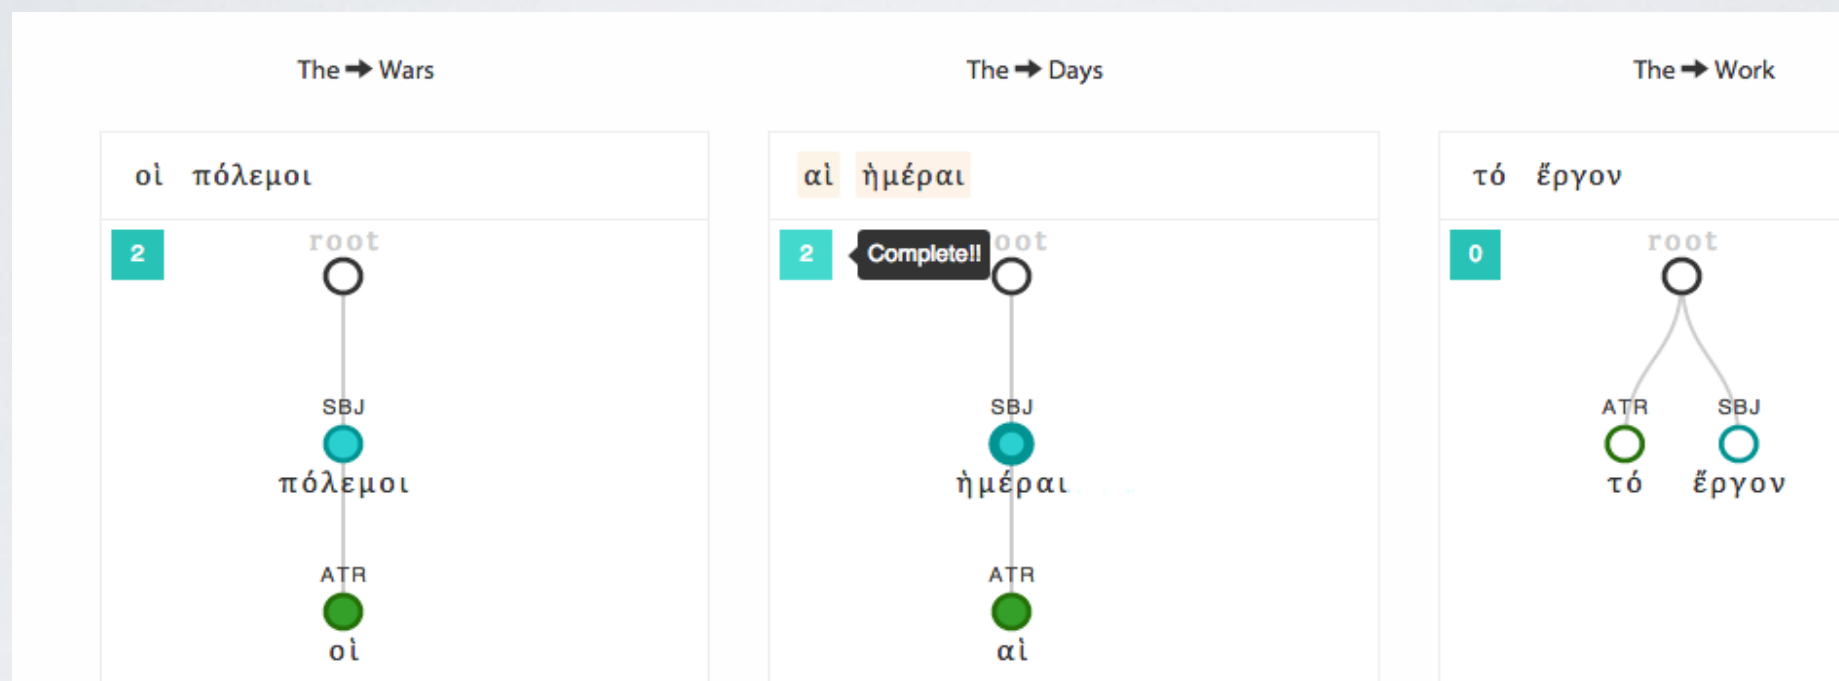 The ➔ Wars
οἱ πόλεμοι
2
root
SBJ
πόλεμοι
ATR
οἱ
The ➔ Days
αἱ ἡμέραι
2 Complete!! oot
SBJ
ἡμέραι
ATR
αἱ
The ➔ Work
τό ἔργον
0
root
ATR SBJ
τό ἔργον